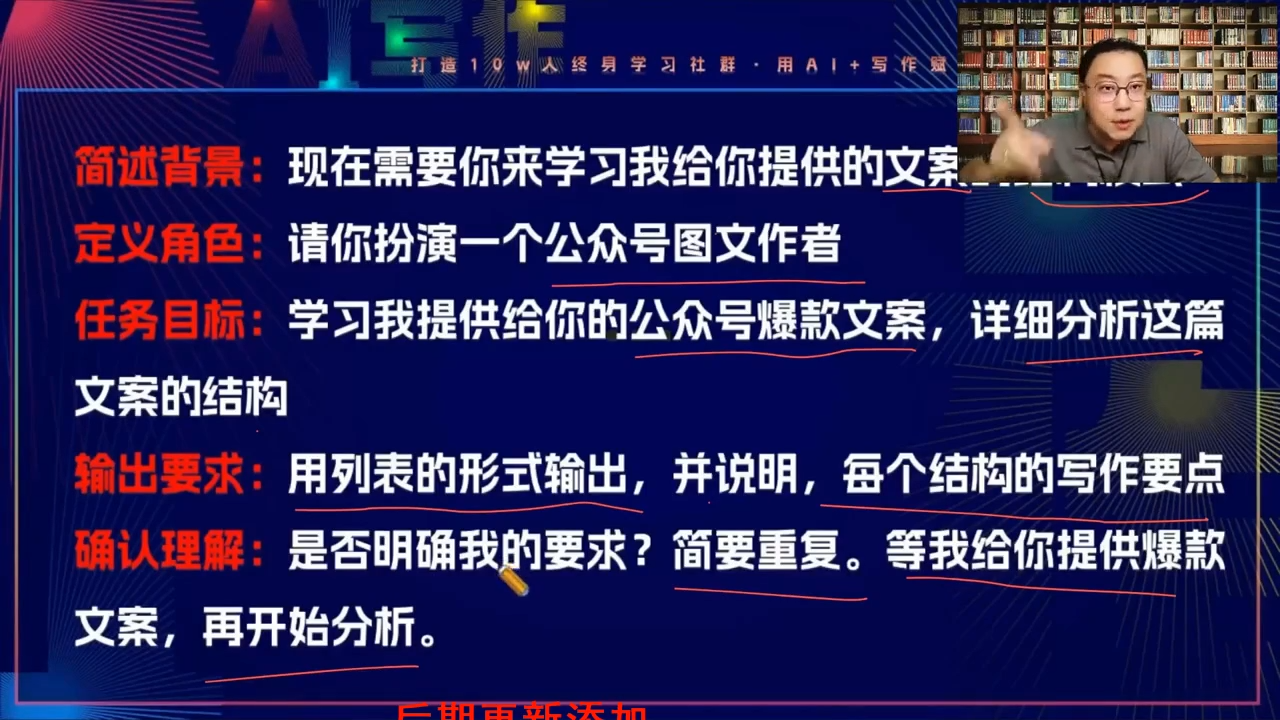 AI写作
打造10w人终身学习社群·用AI+写作赋
简述背景：现在需要你来学习我给你提供的文案
定义角色：请你扮演一个公众号图文作者
任务目标：学习我提供给你的公众号爆款文案，详细分析这篇
文案的结构
输出要求：用列表的形式输出，并说明，每个结构的写作要点
确认理解：是否明确我的要求？简要重复。等我给你提供爆款
文案，再开始分析。
后期更新添加